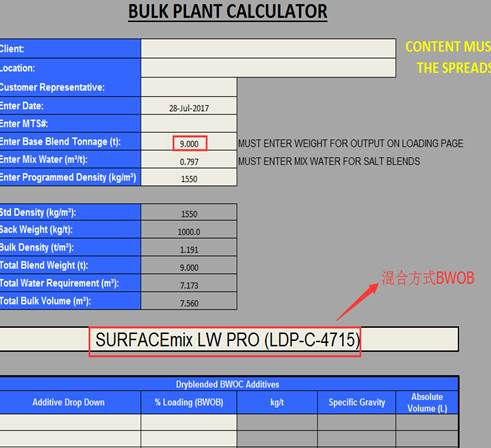 BULK PLANT CALCULATOR
Client:
CONTENT MUS
Location:
THE SPREADS
Customer Representative:
Enter Date: 28-Jul-2017
Enter MTS#:
Enter Base Blend Tonnage (t): 9.000 MUST ENTER WEIGHT FOR OUTPUT ON LOADING PAGE
Enter Mix Water (m³/t): 0.797 MUST ENTER MIX WATER FOR SALT BLENDS
Enter Programmed Density (kg/m³) 1550
Std Density (kg/m³): 1550
Sack Weight (kg/t): 1000.0
Bulk Density (t/m³): 1.191
Total Blend Weight (t): 9.000
Total Water Requirement (m³): 7.173
Total Bulk Volume (m³): 7.560
混合方式BWOB
SURFACEmix LW PRO (LDP-C-4715)
Dryblended BWOC Additives
Additive Drop Down % Loading (BWOB) kg/t Specific Gravity Absolute Volume (L)